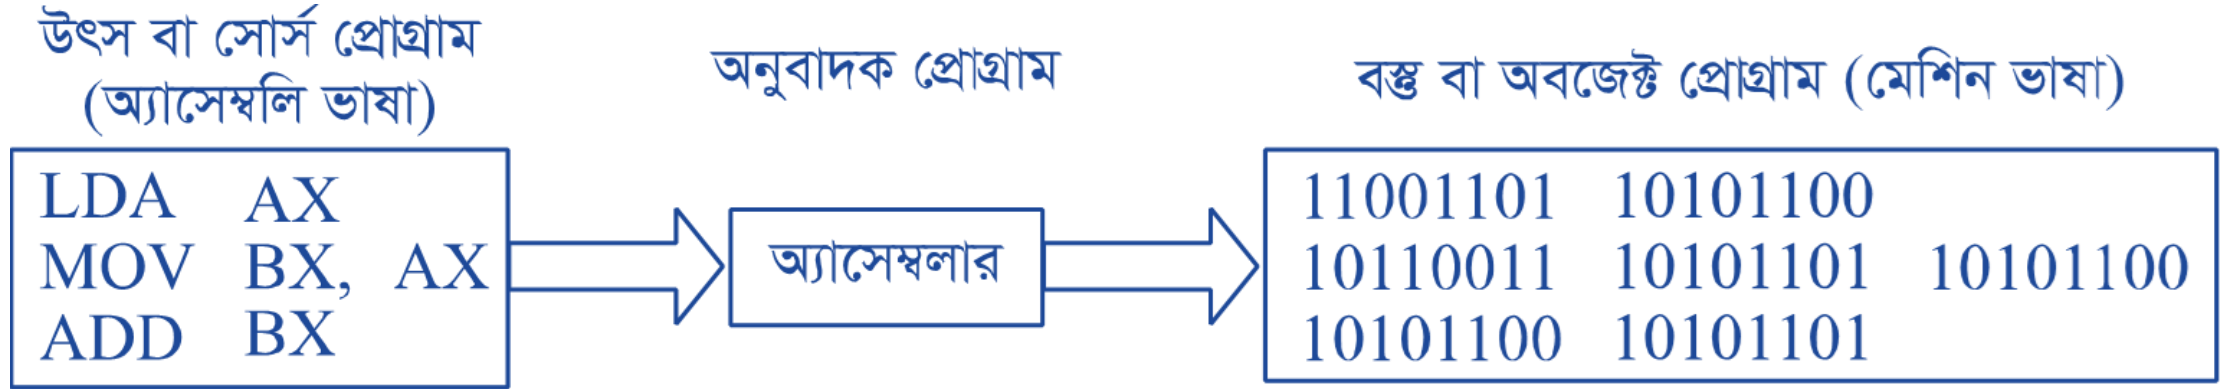 উৎস বা সোর্স প্রোগ্রাম
(অ্যাসেম্বলি ভাষা)
LDA AX
MOV BX, AX
ADD BX
অনুবাদক প্রোগ্রাম
অ্যাসেম্বলার
বস্তু বা অবজেক্ট প্রোগ্রাম (মেশিন ভাষা)
11001101 10101100
10110011 10101101 10101100
10101100 10101101